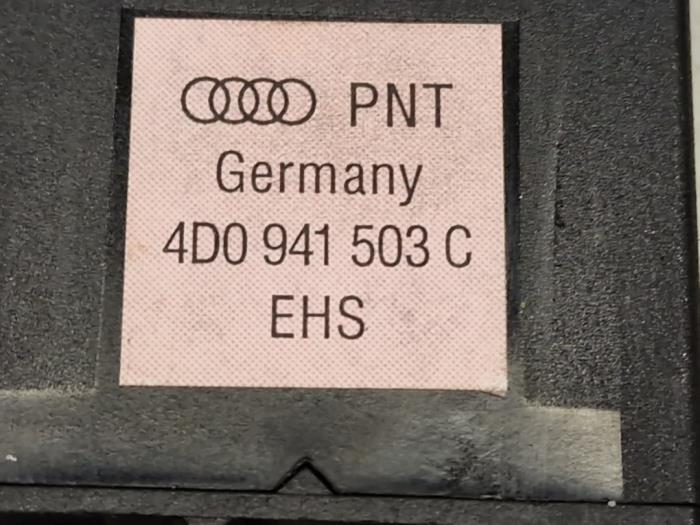 PNT
Germany
4D0 941 503 C
EHS